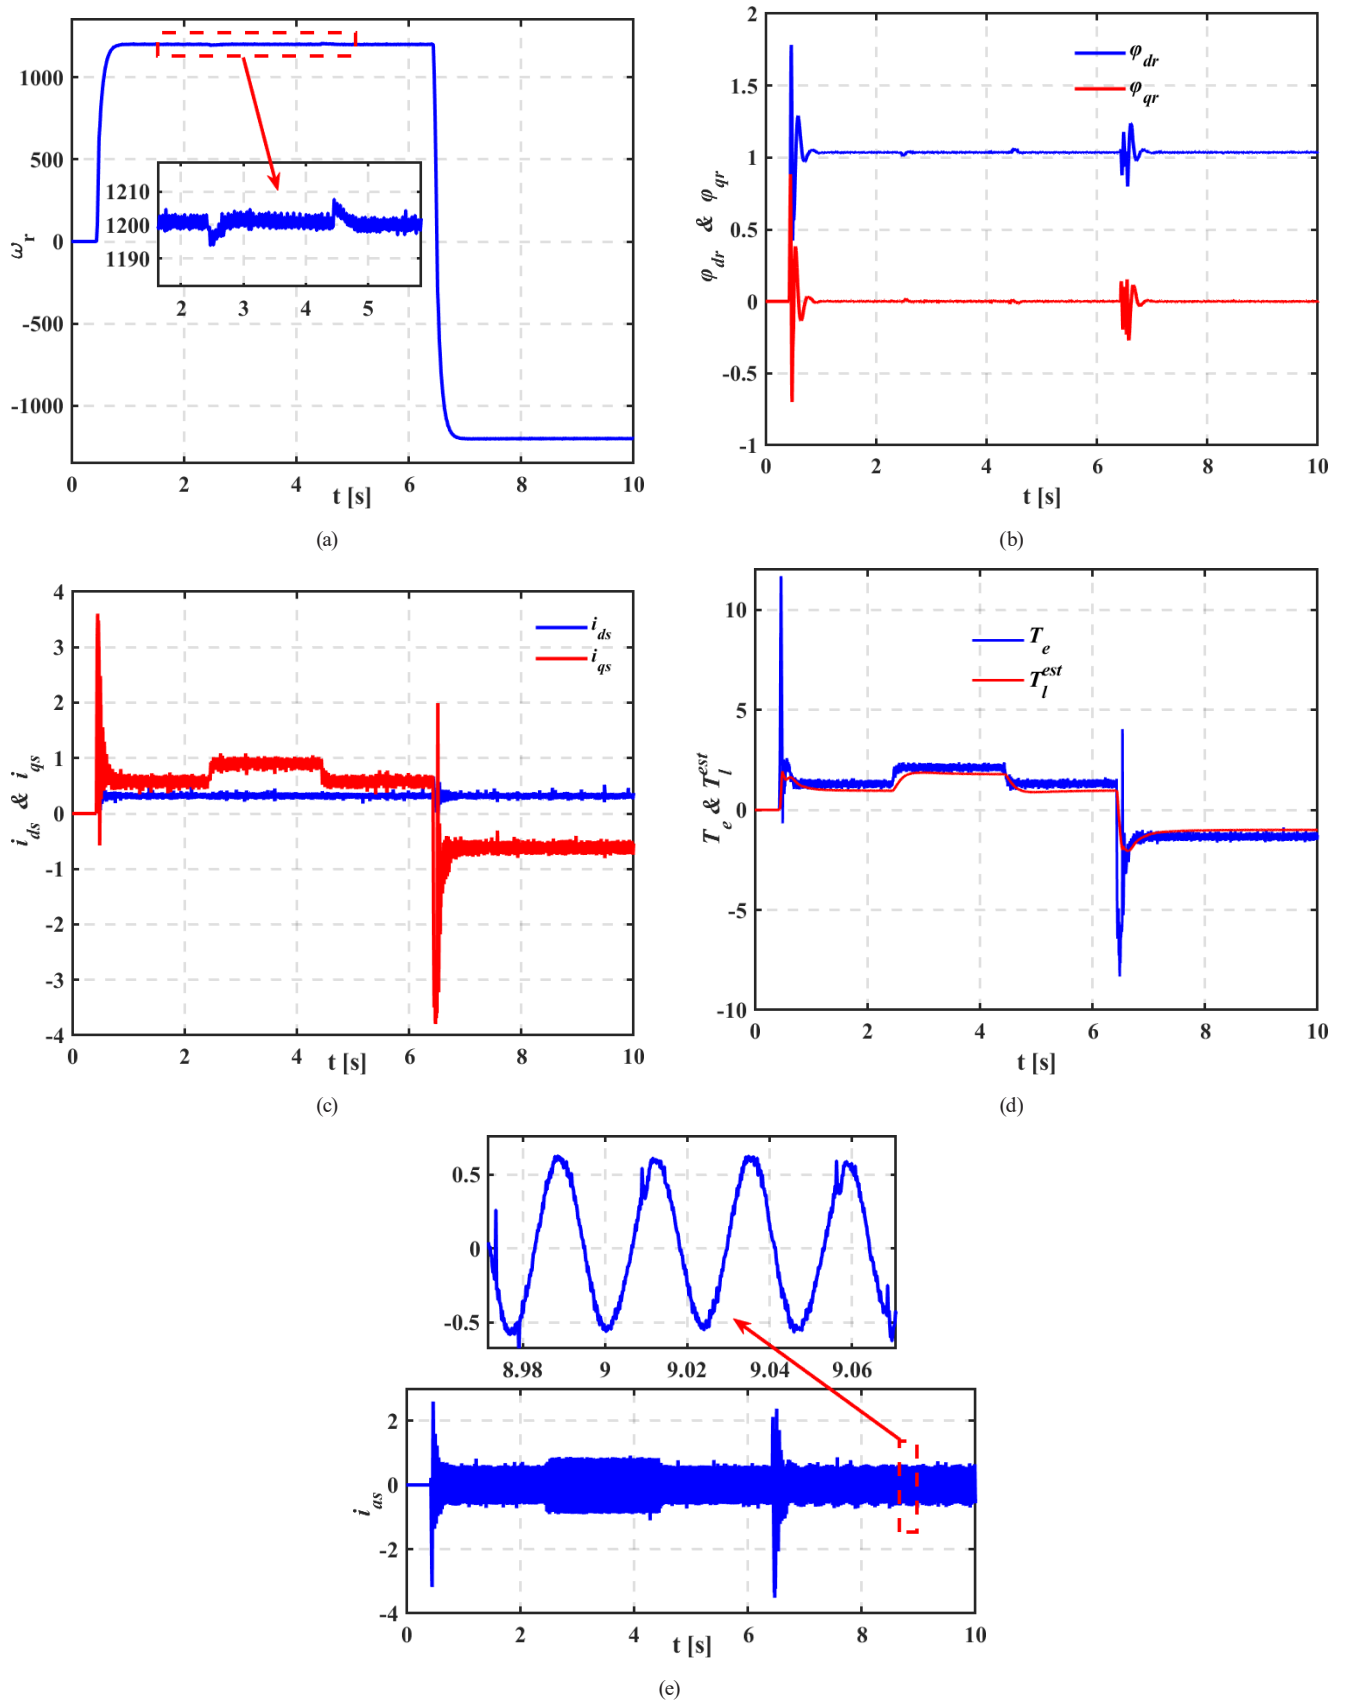 1000
500
0
-500
-1000
ω_r
1210
1200
1190
2 3 4 5
0 2 4 6 8 10
t [s]
(a)
2
1.5
1
0.5
0
-0.5
-1
φ_dr & φ_qr
φ_dr
φ_qr
0 2 4 6 8 10
t [s]
(b)
4
3
2
1
0
-1
-2
-3
-4
i_ds & i_qs
i_ds
i_qs
0 2 4 6 8 10
t [s]
(c)
10
5
0
-5
-10
T_e & T_l^est
T_e
T_l^est
0 2 4 6 8 10
t [s]
(d)
0.5
0
-0.5
8.98 9 9.02 9.04 9.06
2
0
-2
-4
i_as
0 2 4 6 8 10
t [s]
(e)